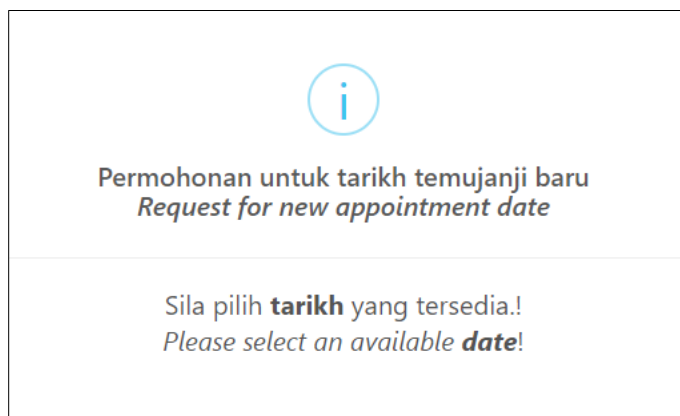 Permohonan untuk tarikh temujanji baru
Request for new appointment date
Sila pilih tarikh yang tersedia.!
Please select an available date!